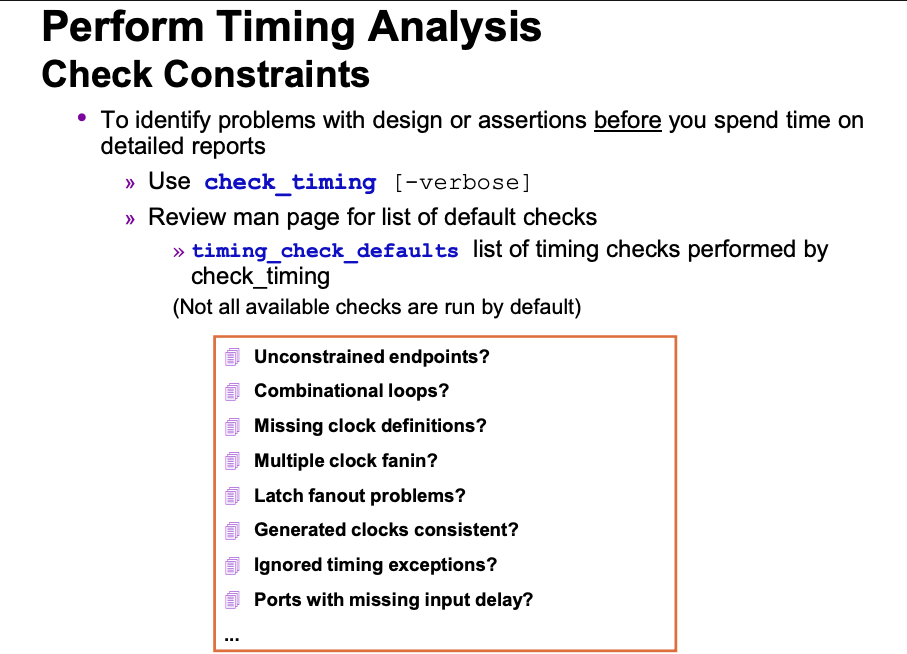 Perform Timing Analysis
Check Constraints
• To identify problems with design or assertions before you spend time on
detailed reports
» Use check_timing [-verbose]
» Review man page for list of default checks
» timing_check_defaults list of timing checks performed by
check_timing
(Not all available checks are run by default)
Unconstrained endpoints?
Combinational loops?
Missing clock definitions?
Multiple clock fanin?
Latch fanout problems?
Generated clocks consistent?
Ignored timing exceptions?
Ports with missing input delay?
...